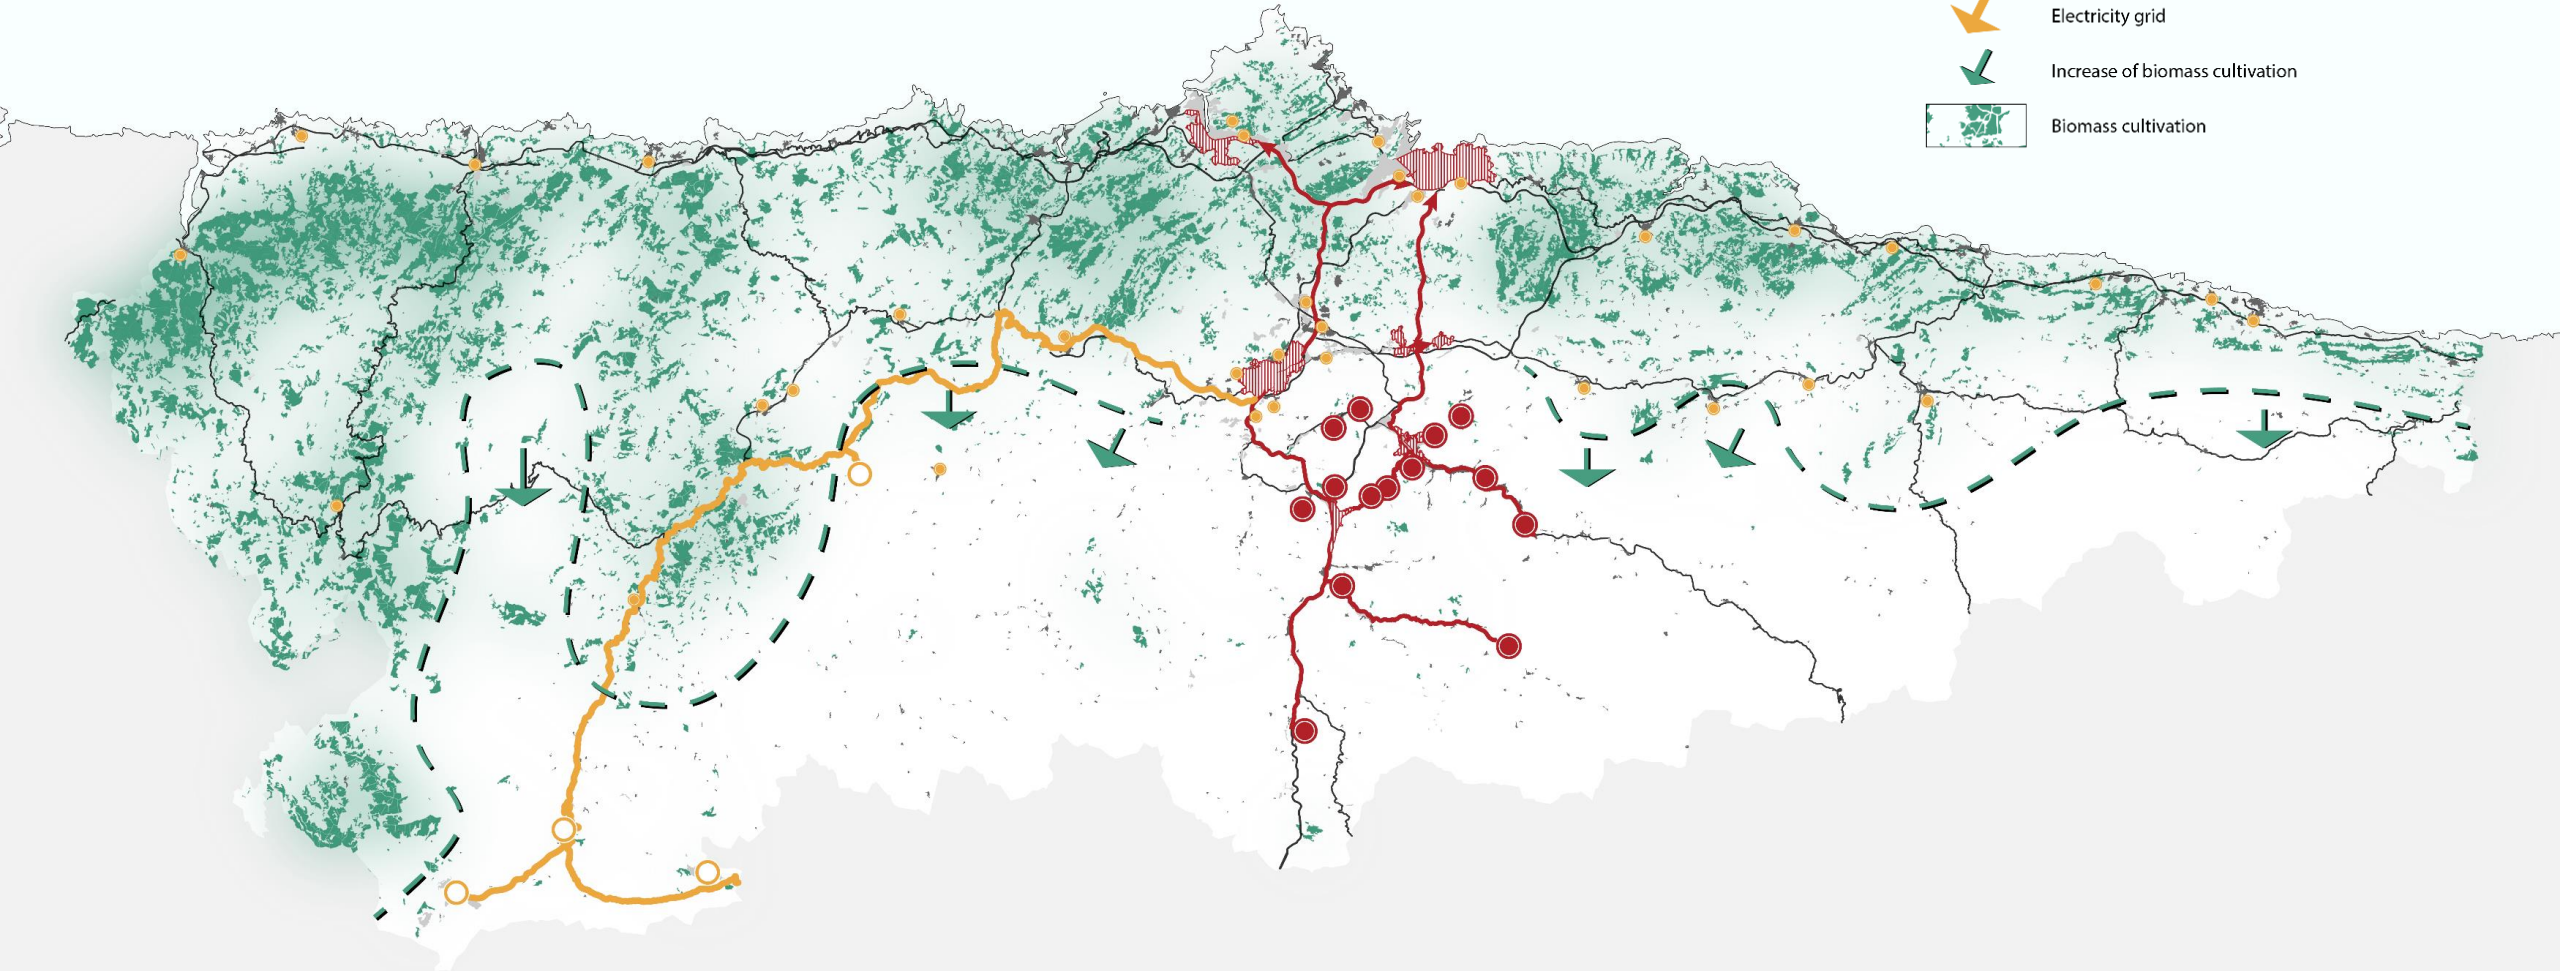 Electricity grid
Increase of biomass cultivation
Biomass cultivation